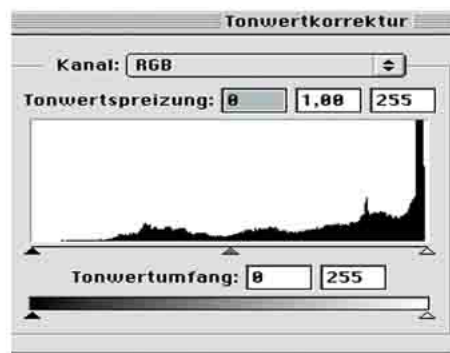 Tonwertkorrektur
Kanal: RGB
Tonwertspreizung: 0 1,00 255
Tonwertumfang: 0 255